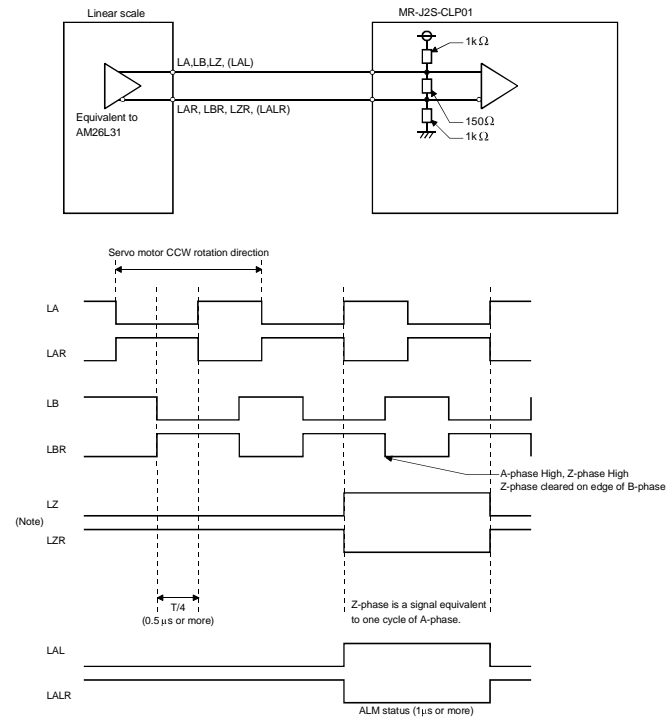 Linear scale
MR-J2S-CLP01
1kΩ
LA,LB,LZ, (LAL)
Equivalent to
AM26L31
LAR, LBR, LZR, (LALR)
150Ω
1kΩ
Servo motor CCW rotation direction
LA
LAR
LB
LBR
A-phase High, Z-phase High
Z-phase cleared on edge of B-phase
LZ
(Note)
LZR
T/4
(0.5 μs or more)
Z-phase is a signal equivalent
to one cycle of A-phase.
LAL
LALR
ALM status (1μs or more)